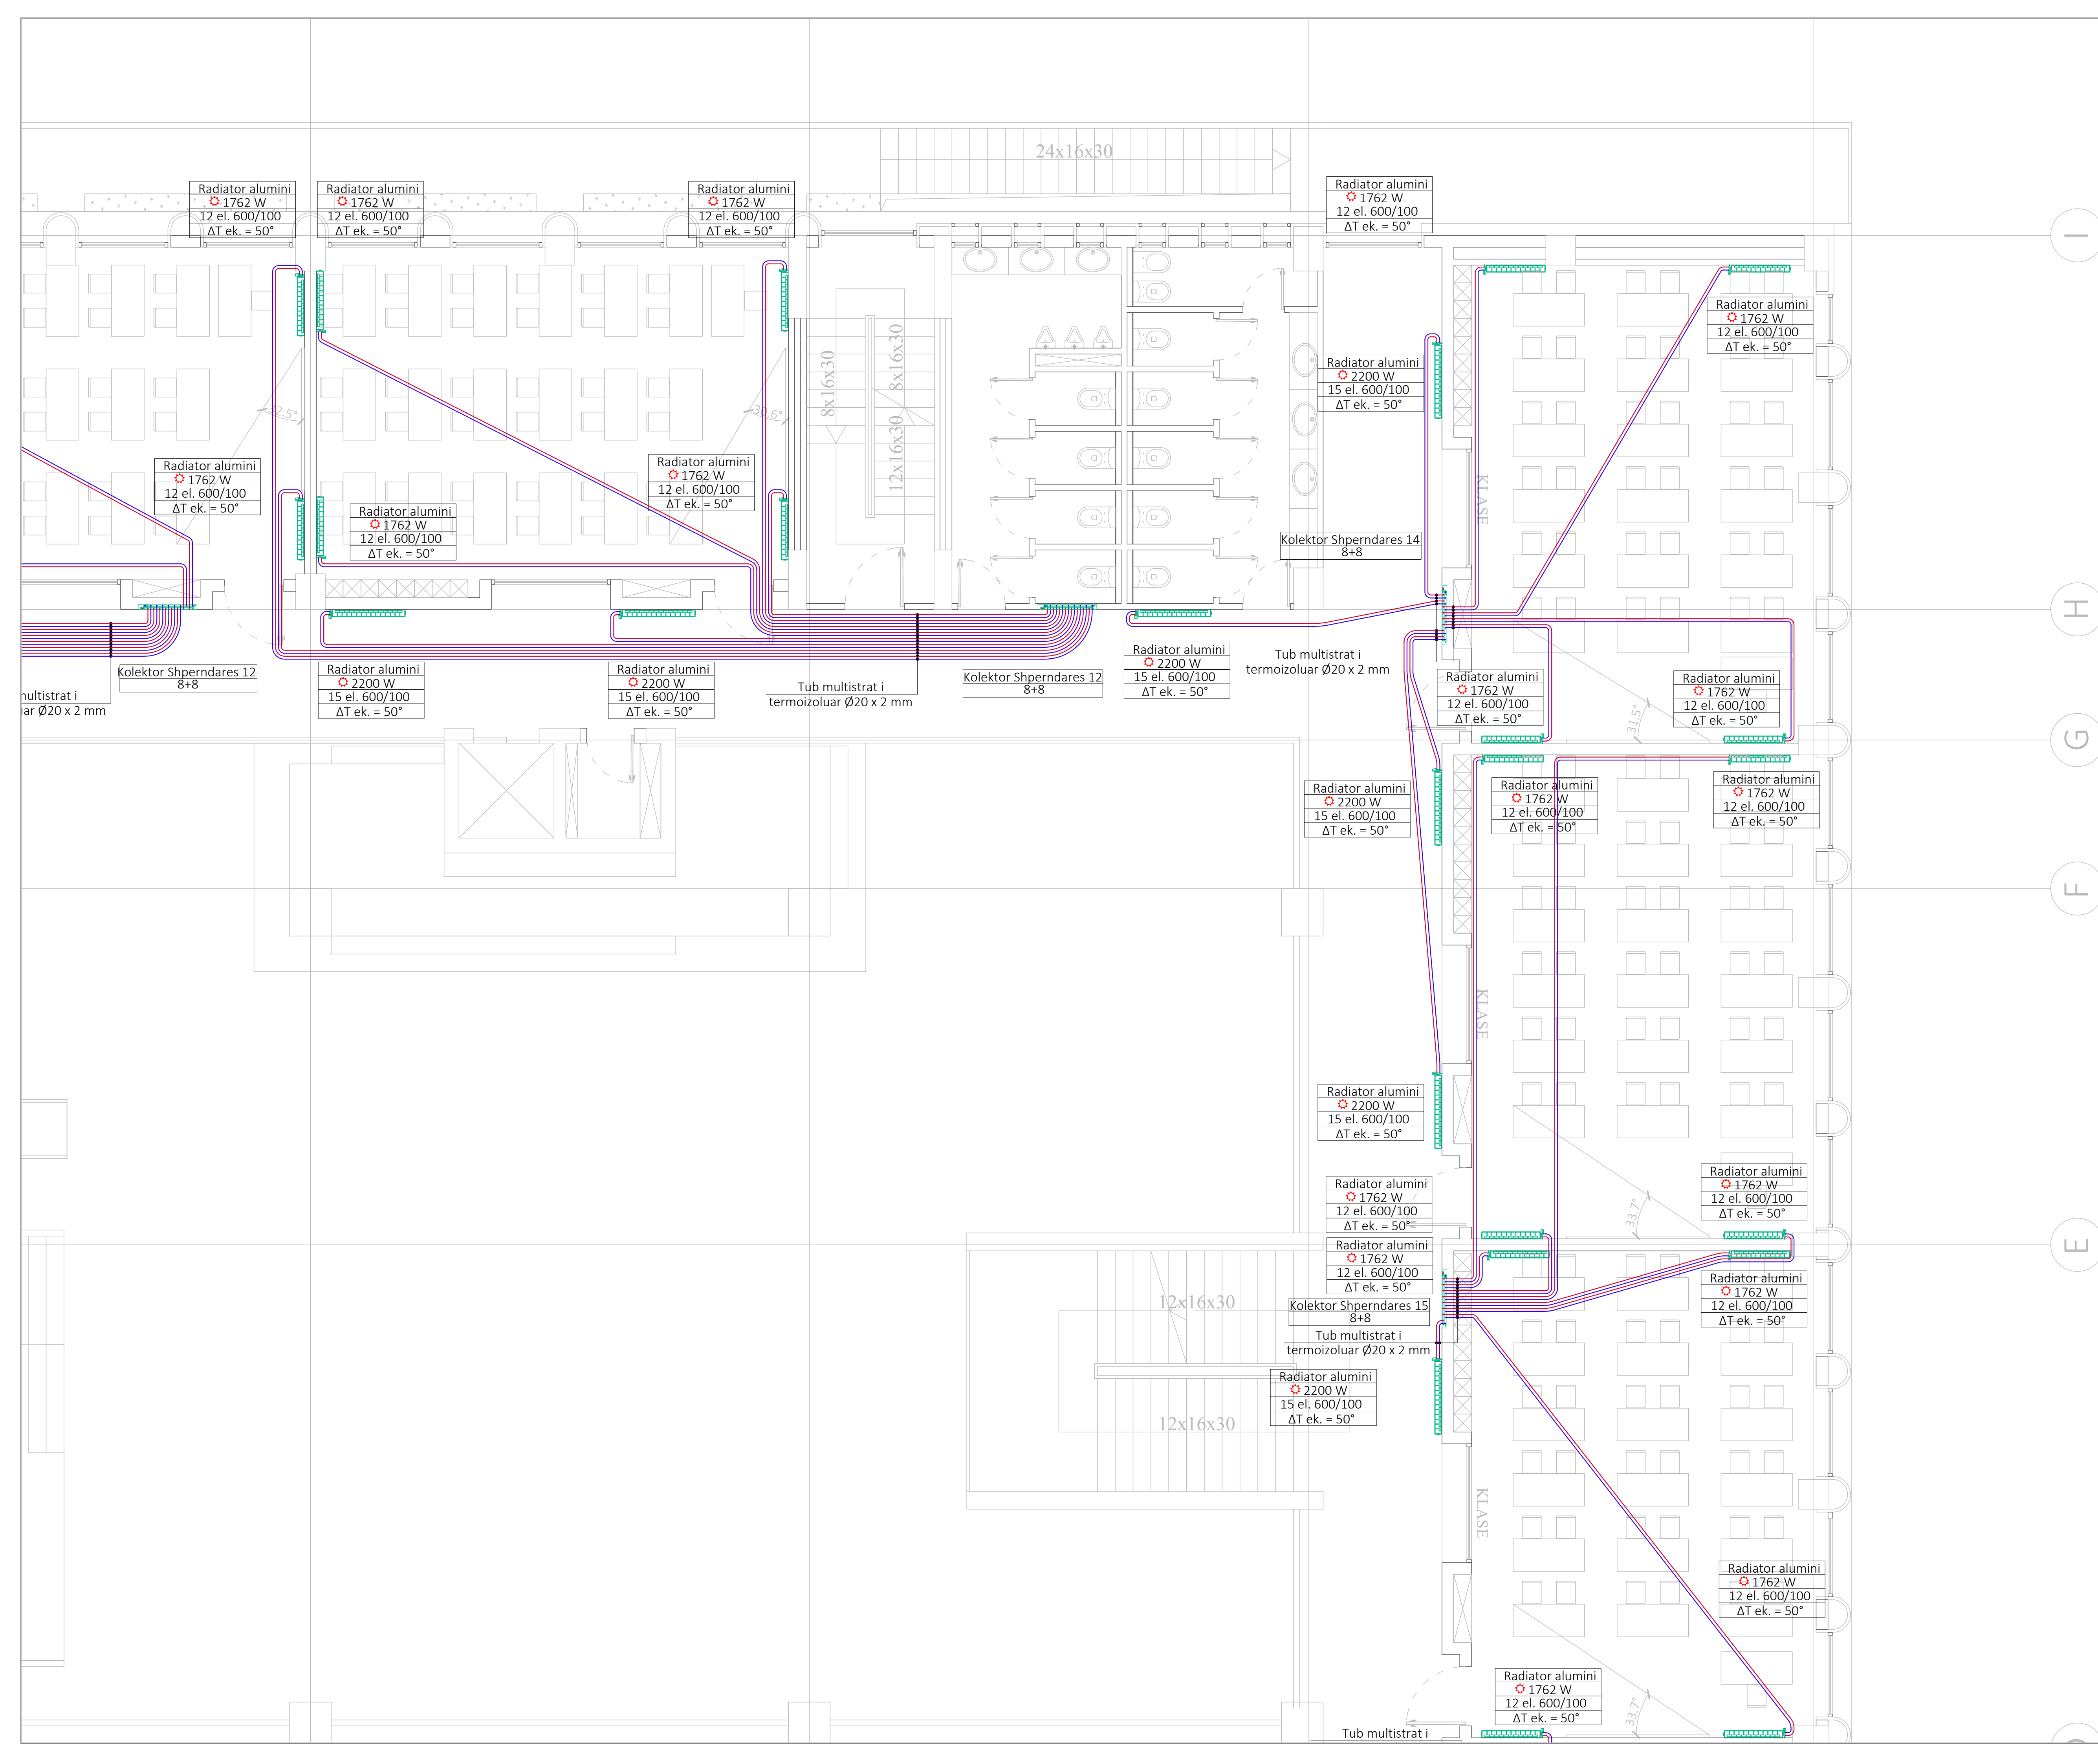 24x16x30
Radiator alumini
1762 W
12 el. 600/100
ΔT ek. = 50°
Radiator alumini
1762 W
12 el. 600/100
ΔT ek. = 50°
Radiator alumini
1762 W
12 el. 600/100
ΔT ek. = 50°
Radiator alumini
1762 W
12 el. 600/100
ΔT ek. = 50°
I
Radiator alumini
1762 W
12 el. 600/100
ΔT ek. = 50°
8x16x30
8x16x30
12x16x30
Radiator alumini
2200 W
15 el. 600/100
ΔT ek. = 50°
32.5°
30.6°
Radiator alumini
1762 W
12 el. 600/100
ΔT ek. = 50°
Radiator alumini
1762 W
12 el. 600/100
ΔT ek. = 50°
Radiator alumini
1762 W
12 el. 600/100
ΔT ek. = 50°
KLASE
Kolektor Shperndares 14
8+8
H
Kolektor Shperndares 12
8+8
multistrat i
Ø20 x 2 mm
Radiator alumini
2200 W
15 el. 600/100
ΔT ek. = 50°
Radiator alumini
2200 W
15 el. 600/100
ΔT ek. = 50°
Tub multistrat i
termoizoluar Ø20 x 2 mm
Kolektor Shperndares 12
8+8
Radiator alumini
2200 W
15 el. 600/100
ΔT ek. = 50°
Tub multistrat i
termoizoluar Ø20 x 2 mm
Radiator alumini
1762 W
12 el. 600/100
ΔT ek. = 50°
Radiator alumini
1762 W
12 el. 600/100
ΔT ek. = 50°
31.5°
G
Radiator alumini
2200 W
15 el. 600/100
ΔT ek. = 50°
Radiator alumini
1762 W
12 el. 600/100
ΔT ek. = 50°
Radiator alumini
1762 W
12 el. 600/100
ΔT ek. = 50°
F
KLASE
Radiator alumini
2200 W
15 el. 600/100
ΔT ek. = 50°
Radiator alumini
1762 W
12 el. 600/100
ΔT ek. = 50°
Radiator alumini
1762 W
12 el. 600/100
ΔT ek. = 50°
33.7°
E
Radiator alumini
1762 W
12 el. 600/100
ΔT ek. = 50°
Radiator alumini
1762 W
12 el. 600/100
ΔT ek. = 50°
12x16x30
Kolektor Shperndares 15
8+8
Tub multistrat i
termoizoluar Ø20 x 2 mm
Radiator alumini
2200 W
15 el. 600/100
ΔT ek. = 50°
12x16x30
KLASE
Radiator alumini
1762 W
12 el. 600/100
ΔT ek. = 50°
Radiator alumini
1762 W
12 el. 600/100
ΔT ek. = 50°
33.7°
Tub multistrat i